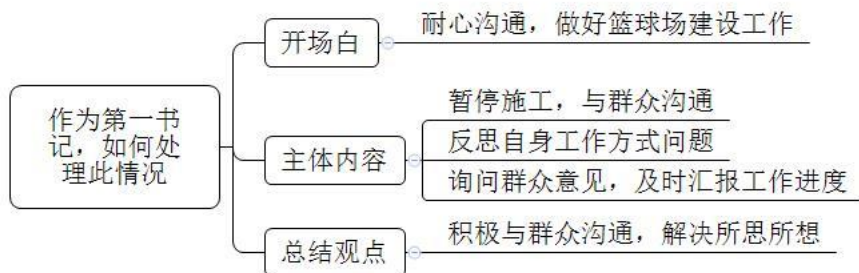 作为第一书
记，如何处
理此情况
开场白
耐心沟通，做好篮球场建设工作
主体内容
暂停施工，与群众沟通
反思自身工作方式问题
询问群众意见，及时汇报工作进度
总结观点
积极与群众沟通，解决所思所想